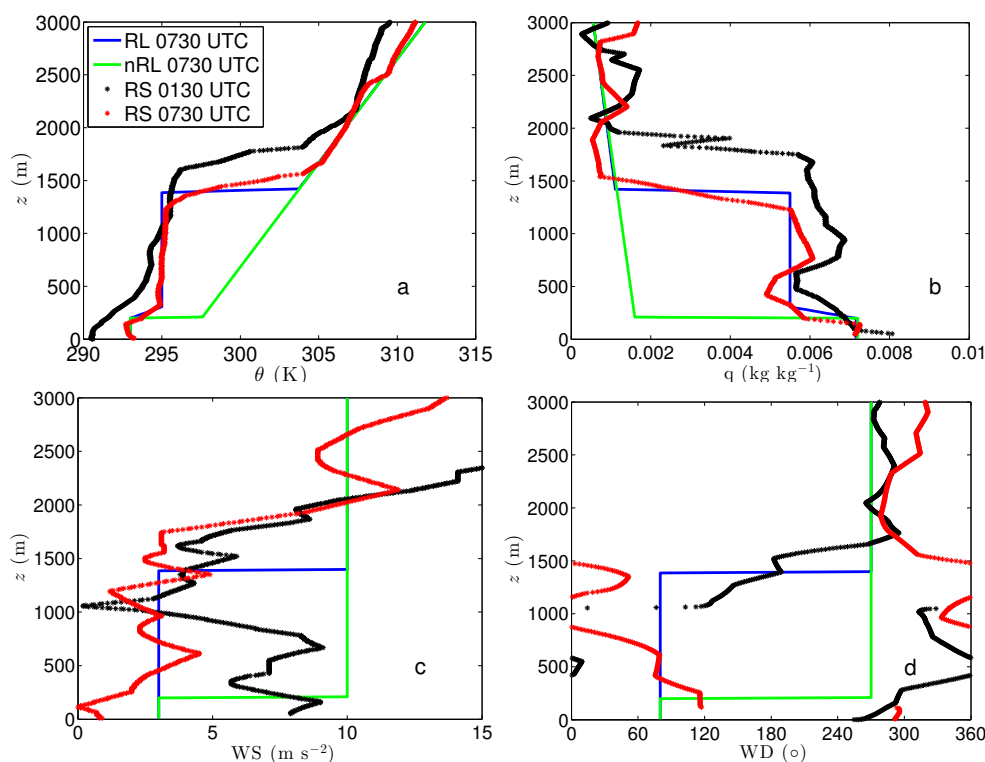 3000
2500
2000
1500
1000
500
0
z (m)
RL 0730 UTC
nRL 0730 UTC
RS 0130 UTC
RS 0730 UTC
a
290 295 300 305 310 315
θ (K)
3000
2500
2000
1500
1000
500
0
z (m)
b
0 0.002 0.004 0.006 0.008 0.01
q (kg kg⁻¹)
3000
2500
2000
1500
1000
500
0
z (m)
c
0 5 10 15
WS (m s⁻²)
3000
2500
2000
1500
1000
500
0
z (m)
d
0 60 120 180 240 300 360
WD (○)